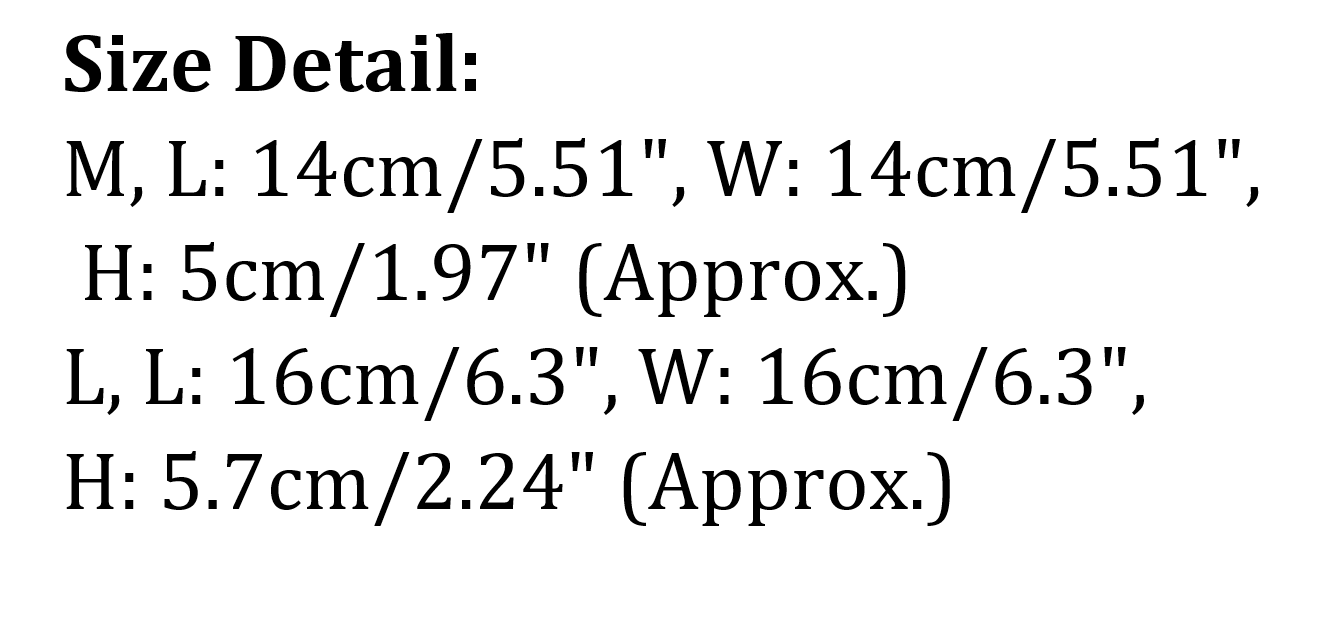 Size Detail:
M, L: 14cm/5.51", W: 14cm/5.51",
H: 5cm/1.97" (Approx.)
L, L: 16cm/6.3", W: 16cm/6.3",
H: 5.7cm/2.24" (Approx.)